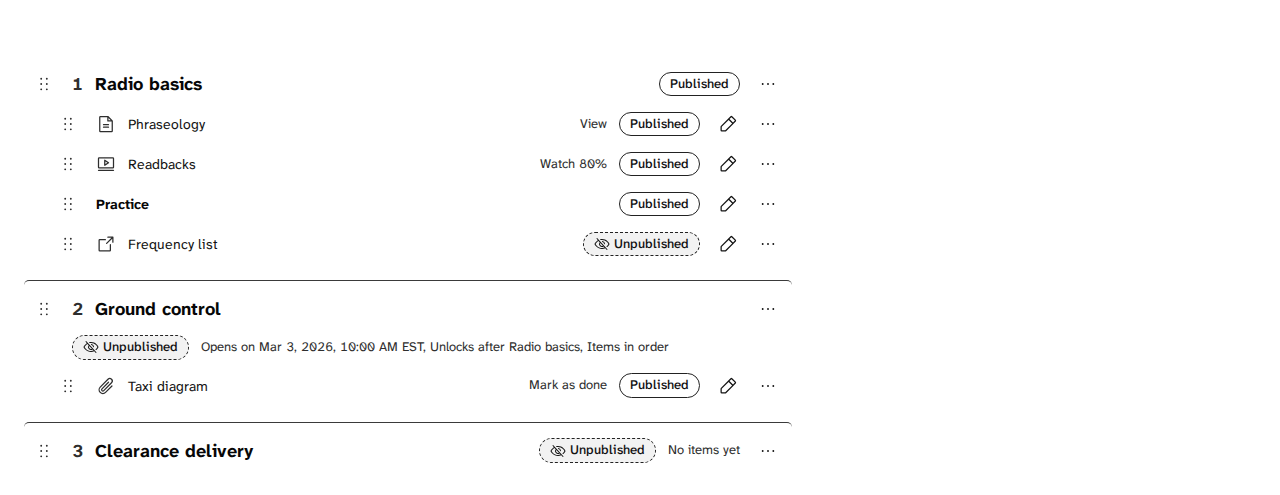 1 Radio basics Published
Phraseology View Published
Readbacks Watch 80% Published
Practice Published
Frequency list Unpublished
2 Ground control
Unpublished Opens on Mar 3, 2026, 10:00 AM EST, Unlocks after Radio basics, Items in order
Taxi diagram Mark as done Published
3 Clearance delivery Unpublished No items yet